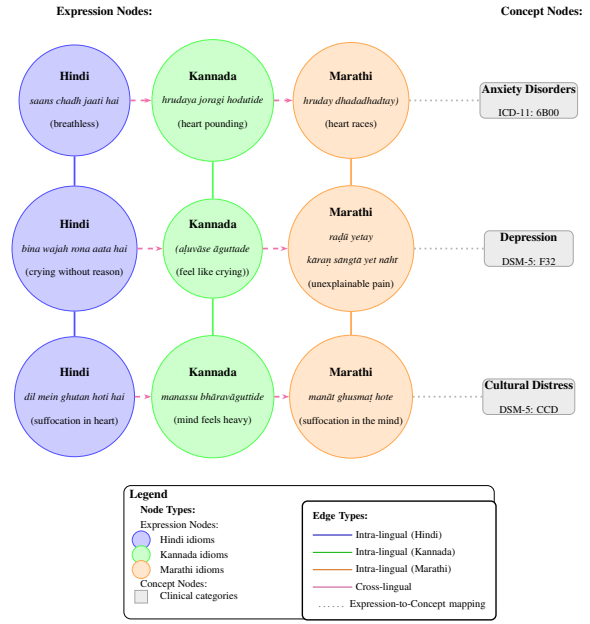 Expression Nodes:
Concept Nodes:
Hindi
saans chadh jaati hai
(breathless)
Kannada
hrudaya joragi hodutide
(heart pounding)
Marathi
hruday dhadadhadtay)
(heart races)
Anxiety Disorders
ICD-11: 6B00
Hindi
bina wajah rona aata hai
(crying without reason)
Kannada
(aḷuvāse āguttade
(feel like crying))
Marathi
raḍū yetay
kāraṇ sāṅgtā yet nāhī
(unexplainable pain)
Depression
DSM-5: F32
Hindi
dil mein ghutan hoti hai
(suffocation in heart)
Kannada
manassu bhāravāguttide
(mind feels heavy)
Marathi
manāt ghusmaṭ hote
(suffocation in the mind)
Cultural Distress
DSM-5: CCD
Legend
Node Types:
Expression Nodes:
Hindi idioms
Kannada idioms
Marathi idioms
Concept Nodes:
Clinical categories
Edge Types:
Intra-lingual (Hindi)
Intra-lingual (Kannada)
Intra-lingual (Marathi)
Cross-lingual
Expression-to-Concept mapping